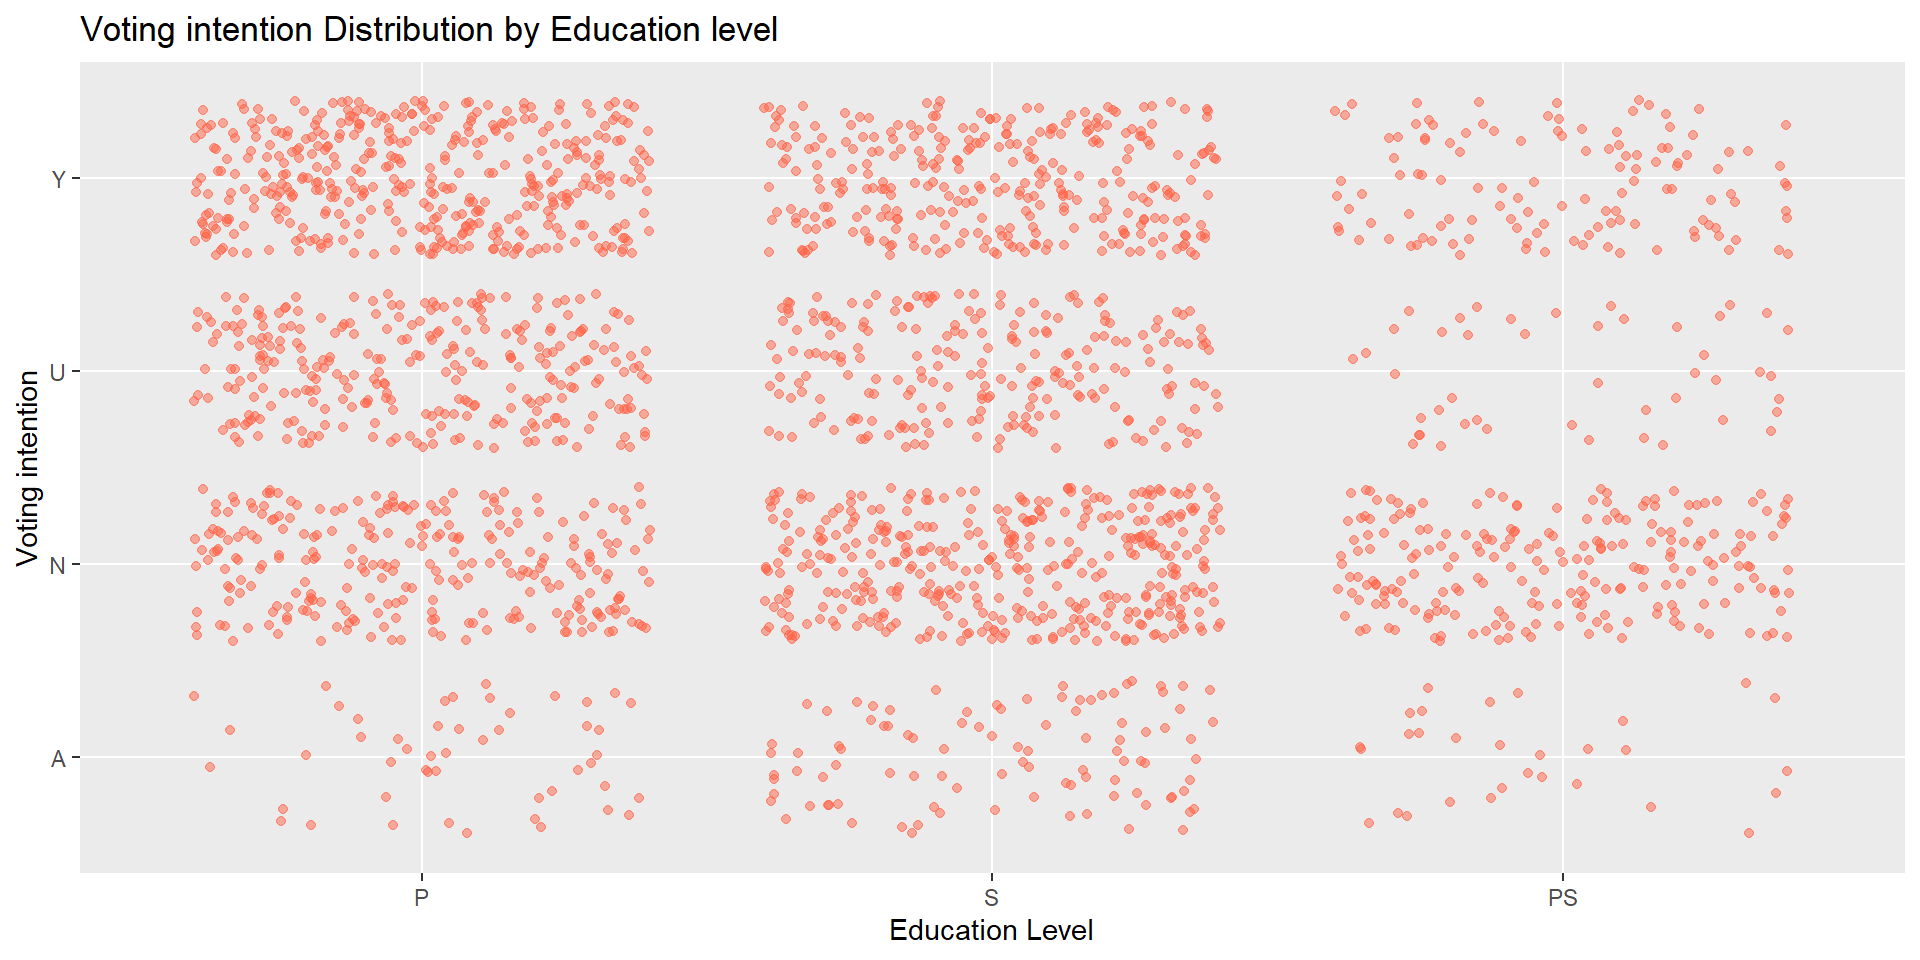 Voting intention Distribution by Education level
Voting intention
Y
U
N
A
P
S
PS
Education Level